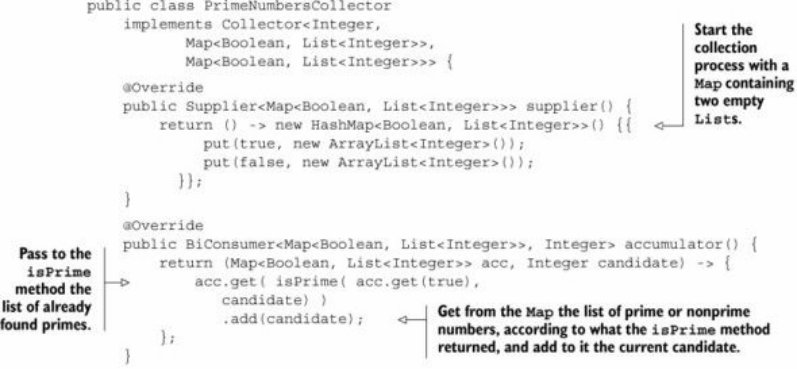 public class PrimeNumbersCollector
implements Collector<Integer,
Map<Boolean, List<Integer>>,
Map<Boolean, List<Integer>>> {
@Override
public Supplier<Map<Boolean, List<Integer>>> supplier() {
return () -> new HashMap<Boolean, List<Integer>>() {{
put(true, new ArrayList<Integer>());
put(false, new ArrayList<Integer>());
}};
}
Start the
collection
process with a
Map containing
two empty
Lists.
@Override
public BiConsumer<Map<Boolean, List<Integer>>, Integer> accumulator() {
return (Map<Boolean, List<Integer>> acc, Integer candidate) -> {
acc.get( isPrime( acc.get(true),
candidate) )
.add(candidate);
};
}
Pass to the
isPrime
method the
list of already
found primes.
Get from the Map the list of prime or nonprime
numbers, according to what the isPrime method
returned, and add to it the current candidate.